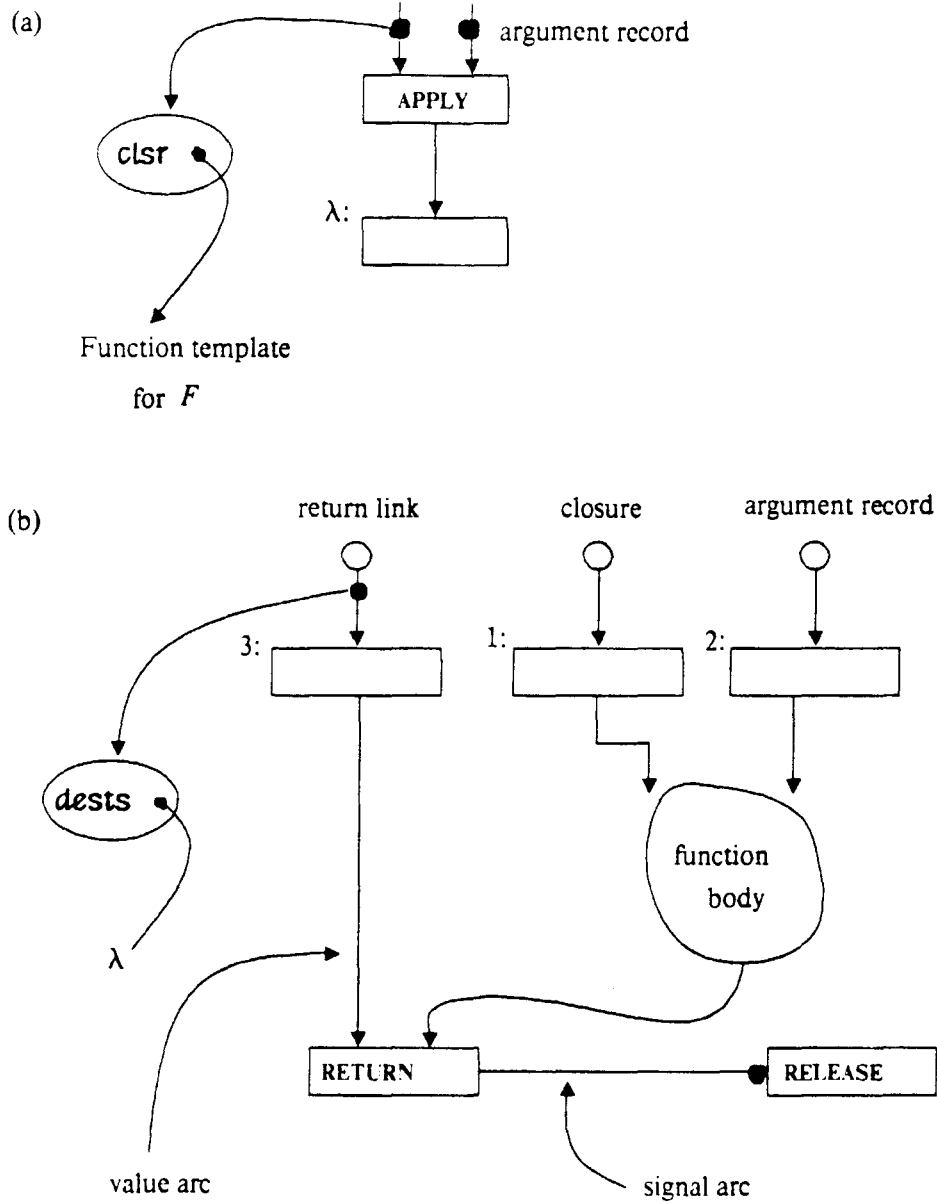 (a)
argument record
APPLY
clsr
λ:
Function template
for F
(b)
return link
closure
argument record
3:
1:
2:
dests
function
body
λ
RETURN
RELEASE
value arc
signal arc